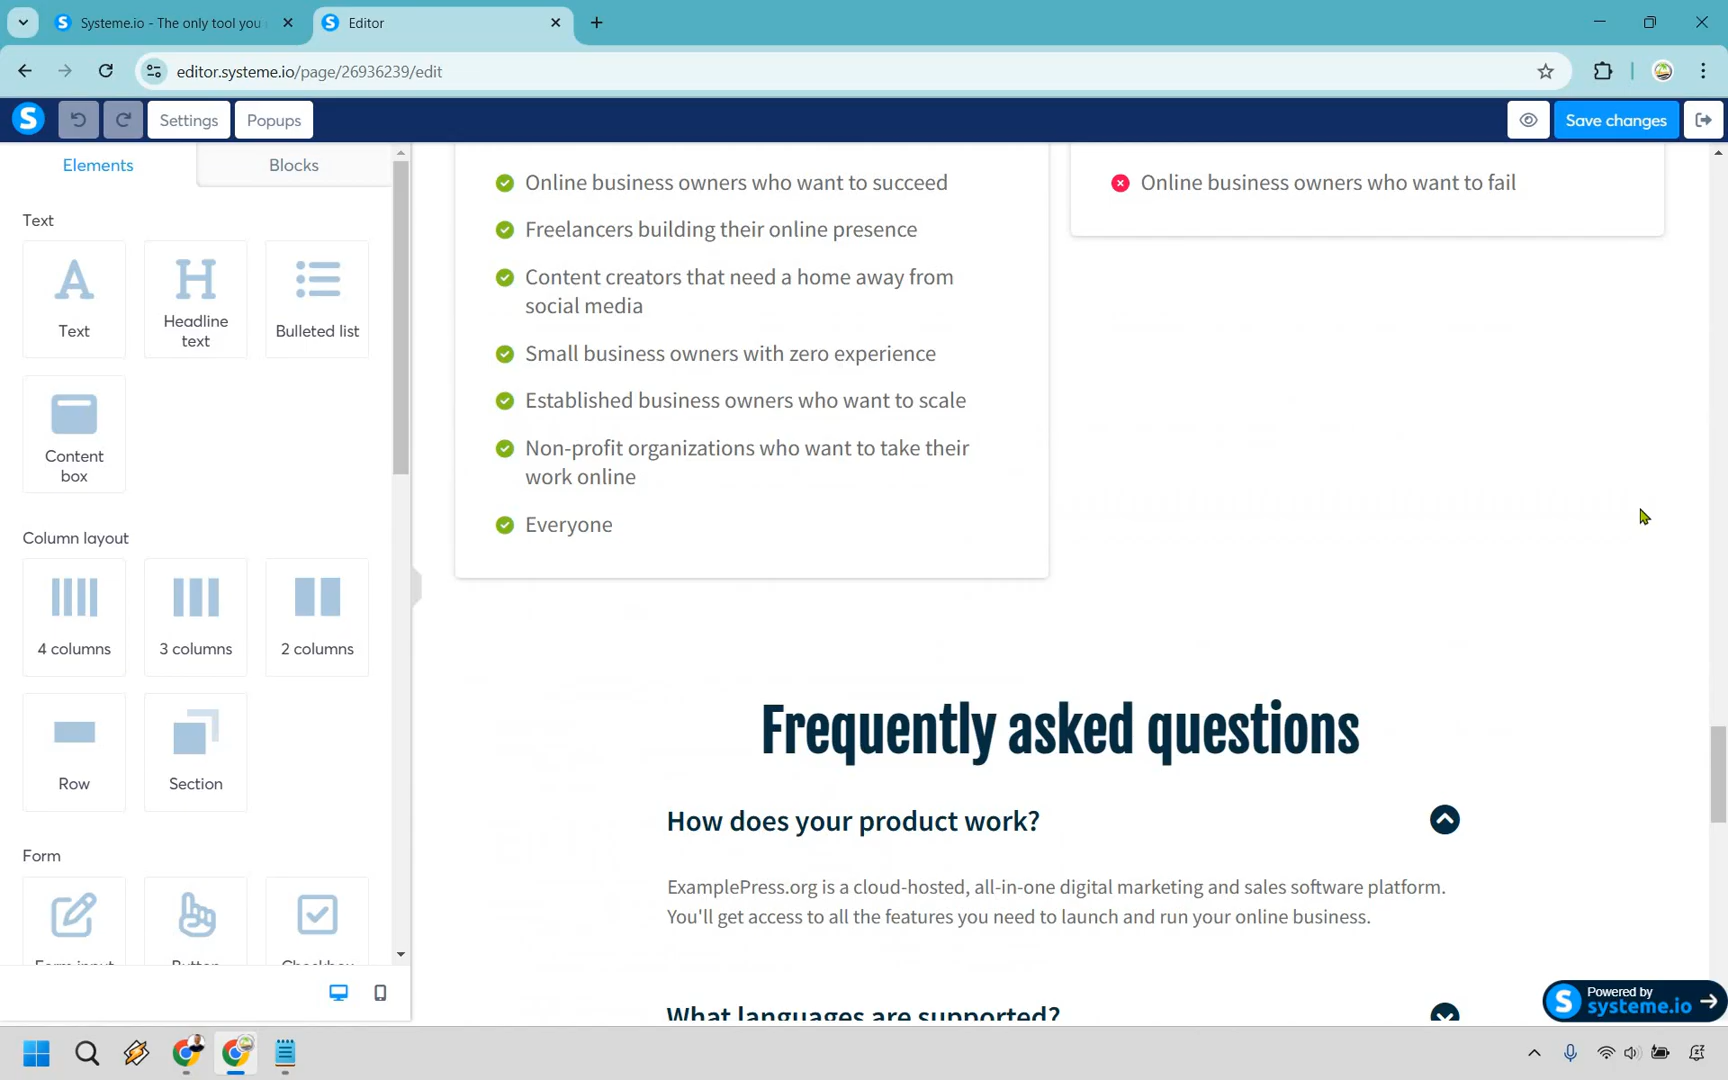 Systeme.io - The only tool you
Editor
editor.systeme.io/page/26936239/edit
S
Settings
Popups
Save changes
Elements
Blocks
Text
A
Text
H
Headline
text
Bulleted list
Content
box
Column layout
4 columns
3 columns
2 columns
Row
Section
Form
Form input
Button
Checkbox
Online business owners who want to succeed
Freelancers building their online presence
Content creators that need a home away from
social media
Small business owners with zero experience
Established business owners who want to scale
Non-profit organizations who want to take their
work online
Everyone
Online business owners who want to fail
Frequently asked questions
How does your product work?
ExamplePress.org is a cloud-hosted, all-in-one digital marketing and sales software platform.
You'll get access to all the features you need to launch and run your online business.
What languages are supported?
S
Powered by
systeme.io